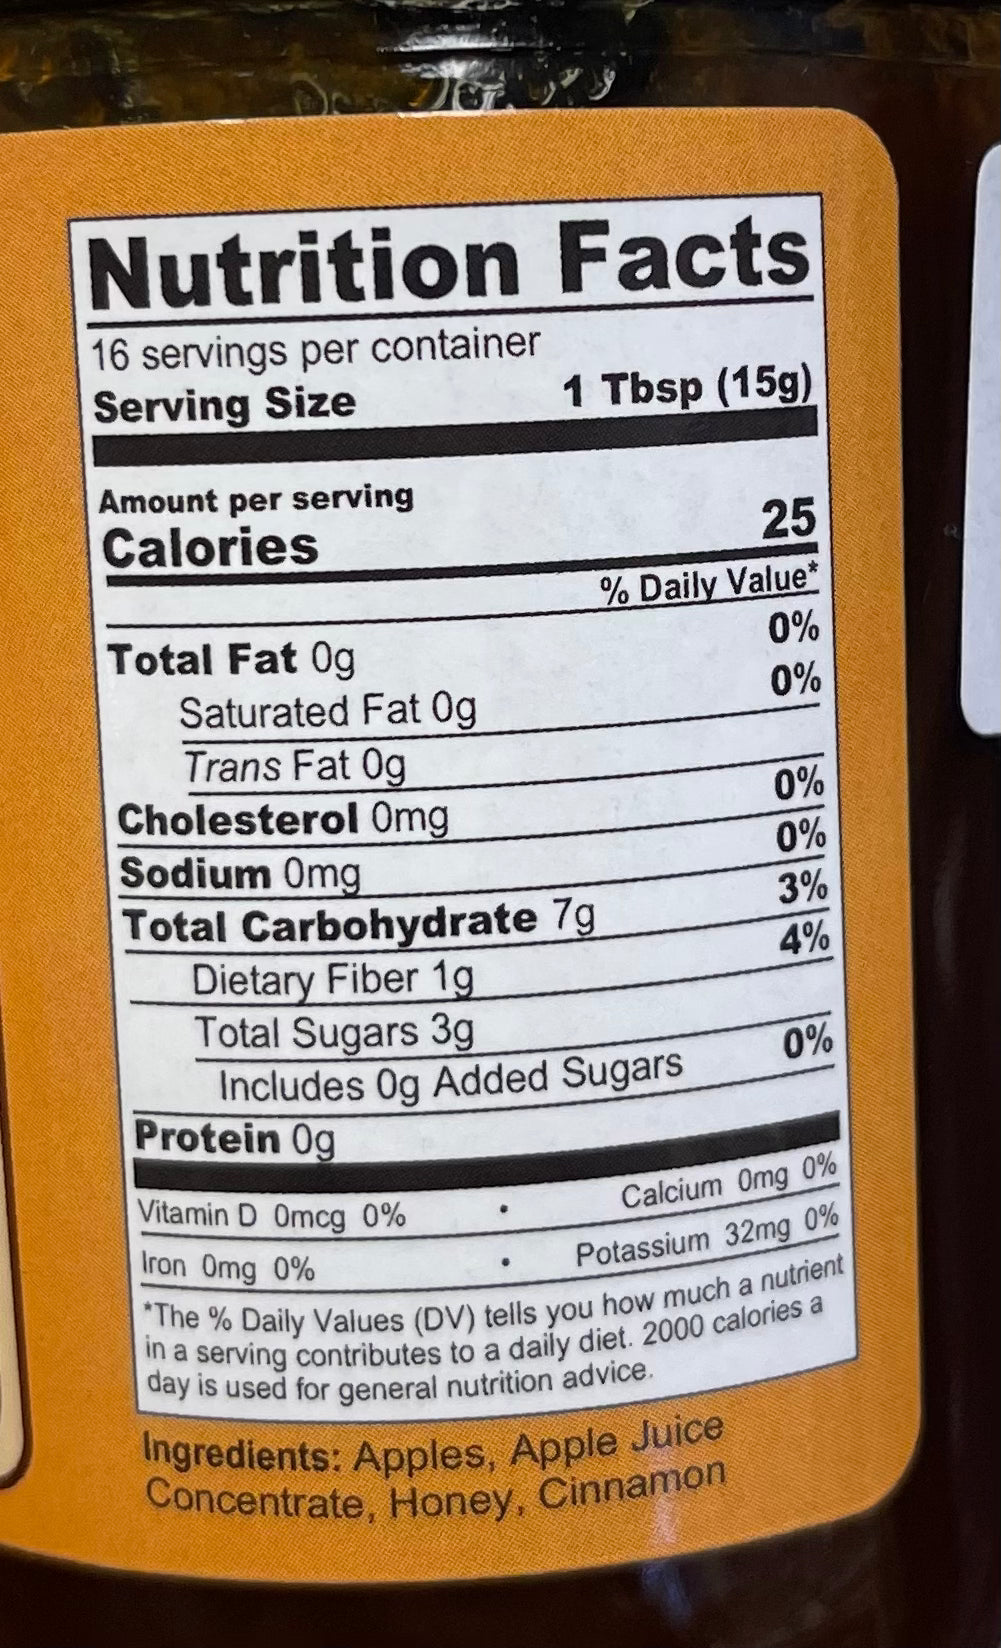 Nutrition Facts
16 servings per container
Serving Size 1 Tbsp (15g)
Amount per serving
Calories 25
% Daily Value*
Total Fat 0g 0%
Saturated Fat 0g 0%
Trans Fat 0g
Cholesterol 0mg 0%
Sodium 0mg 0%
Total Carbohydrate 7g 3%
Dietary Fiber 1g 4%
Total Sugars 3g
Includes 0g Added Sugars 0%
Protein 0g
Vitamin D 0mcg 0% • Calcium 0mg 0%
Iron 0mg 0% • Potassium 32mg 0%
*The % Daily Values (DV) tells you how much a nutrient
in a serving contributes to a daily diet. 2000 calories a
day is used for general nutrition advice.
Ingredients: Apples, Apple Juice
Concentrate, Honey, Cinnamon